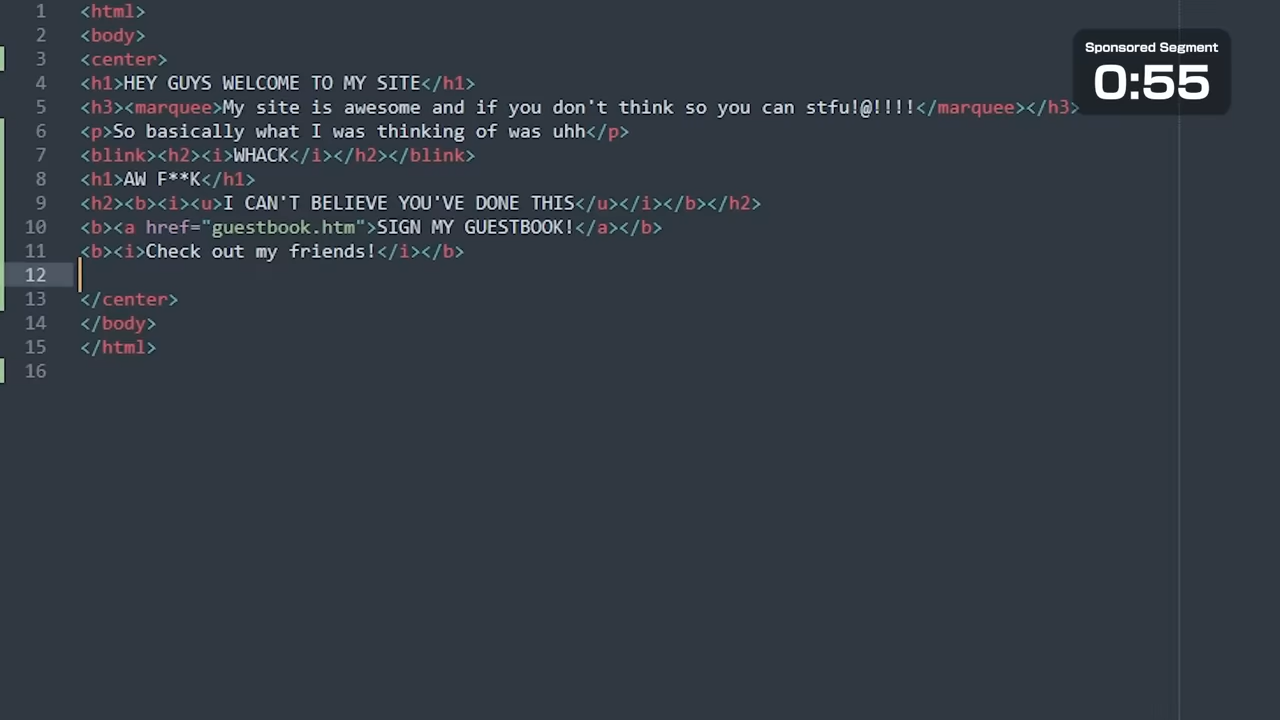 1 <html>
2 <body>
3 <center>
4 <h1>HEY GUYS WELCOME TO MY SITE</h1>
5 <h3><marquee>My site is awesome and if you don't think so you can stfu!@!!!!</marquee></h3>
6 <p>So basically what I was thinking of was uhh</p>
7 <blink><h2><i>WHACK</i></h2></blink>
8 <h1>AW F**K</h1>
9 <h2><b><i><u>I CAN'T BELIEVE YOU'VE DONE THIS</u></i></b></h2>
10 <b><a href="guestbook.htm">SIGN MY GUESTBOOK!</a></b>
11 <b><i>Check out my friends!</i></b>
12
13 </center>
14 </body>
15 </html>
16
Sponsored Segment
0:55